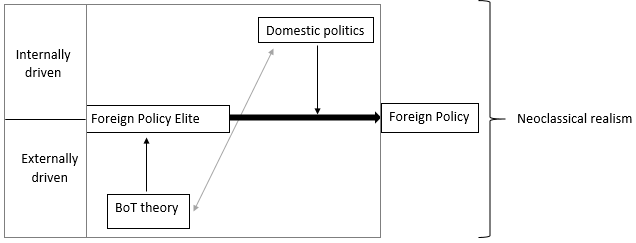 Domestic politics
Internally
driven
Foreign Policy Elite
Foreign Policy
Neoclassical realism
Externally
driven
BoT theory